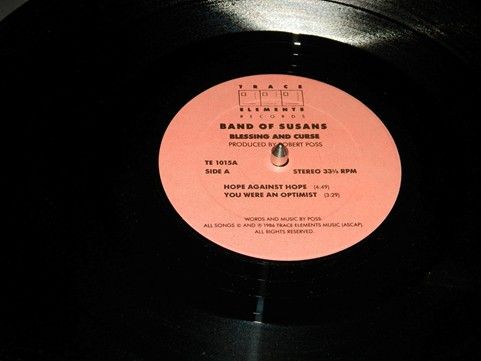 TRACE
ELEMENTS
RECORDS
BAND OF SUSANS
BLESSING AND CURSE
PRODUCED BY ROBERT POSS
TE 1015A
SIDE A STEREO 33⅓ RPM
HOPE AGAINST HOPE (4:49)
YOU WERE AN OPTIMIST (3:29)
WORDS AND MUSIC BY POSS.
ALL SONGS © AND ℗ 1986 TRACE ELEMENTS MUSIC (ASCAP).
ALL RIGHTS RESERVED.